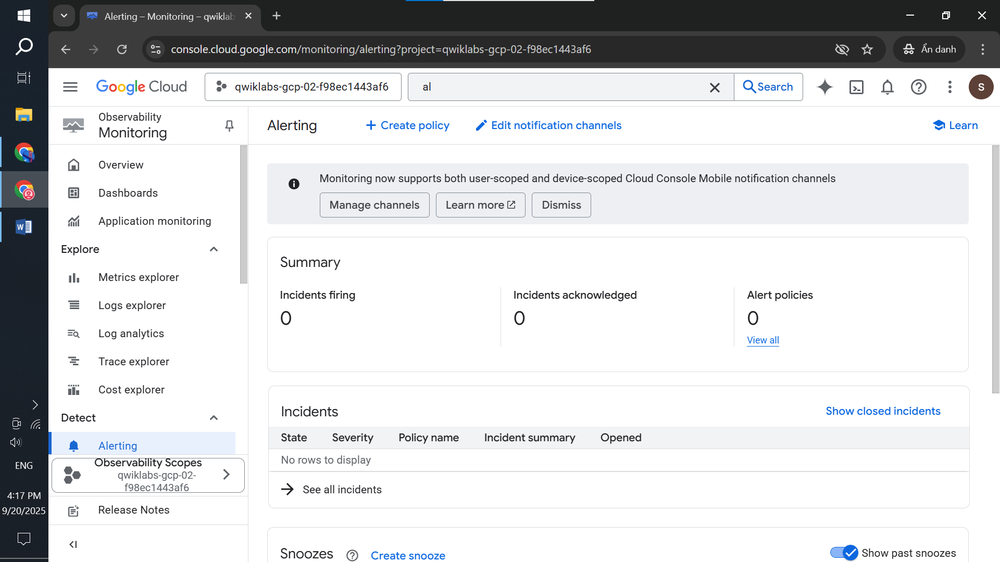 Alerting – Monitoring – qwiklab
console.cloud.google.com/monitoring/alerting?project=qwiklabs-gcp-02-f98ec1443af6
Ẩn danh
Google Cloud
qwiklabs-gcp-02-f98ec1443af6
al
Search
S
Observability
Monitoring
Alerting
Create policy
Edit notification channels
Learn
Overview
Dashboards
Application monitoring
Explore
Metrics explorer
Logs explorer
Log analytics
Trace explorer
Cost explorer
Detect
Alerting
Observability Scopes
qwiklabs-gcp-02-
f98ec1443af6
Release Notes
Monitoring now supports both user-scoped and device-scoped Cloud Console Mobile notification channels
Manage channels
Learn more
Dismiss
Summary
Incidents firing
0
Incidents acknowledged
0
Alert policies
0
View all
Incidents
Show closed incidents
State Severity Policy name Incident summary Opened
No rows to display
See all incidents
Snoozes
Create snooze
Show past snoozes
W
ENG
4:17 PM
9/20/2025